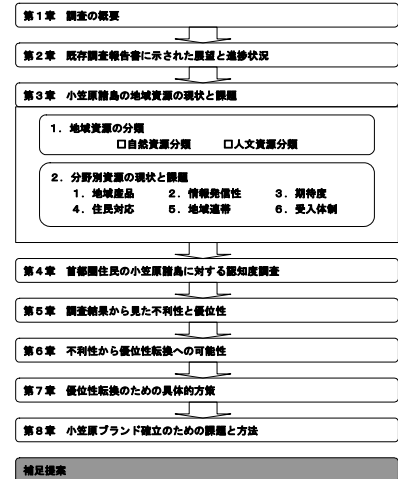 第1章 調査の概要
第2章 既存調査報告書に示された展望と進捗状況
第3章 小笠原諸島の地域資源の現状と課題
1．地域資源の分類
□自然資源分類 □人文資源分類
2．分野別資源の現状と課題
1．地域産品 2．情報発信性 3．期待度
4．住民対応 5．地域連帯 6．受入体制
第4章 首都圏住民の小笠原諸島に対する認知度調査
第5章 調査結果から見た不利性と優位性
第6章 不利性から優位性転換への可能性
第7章 優位性転換のための具体的方策
第8章 小笠原ブランド確立のための課題と方法
補足提案